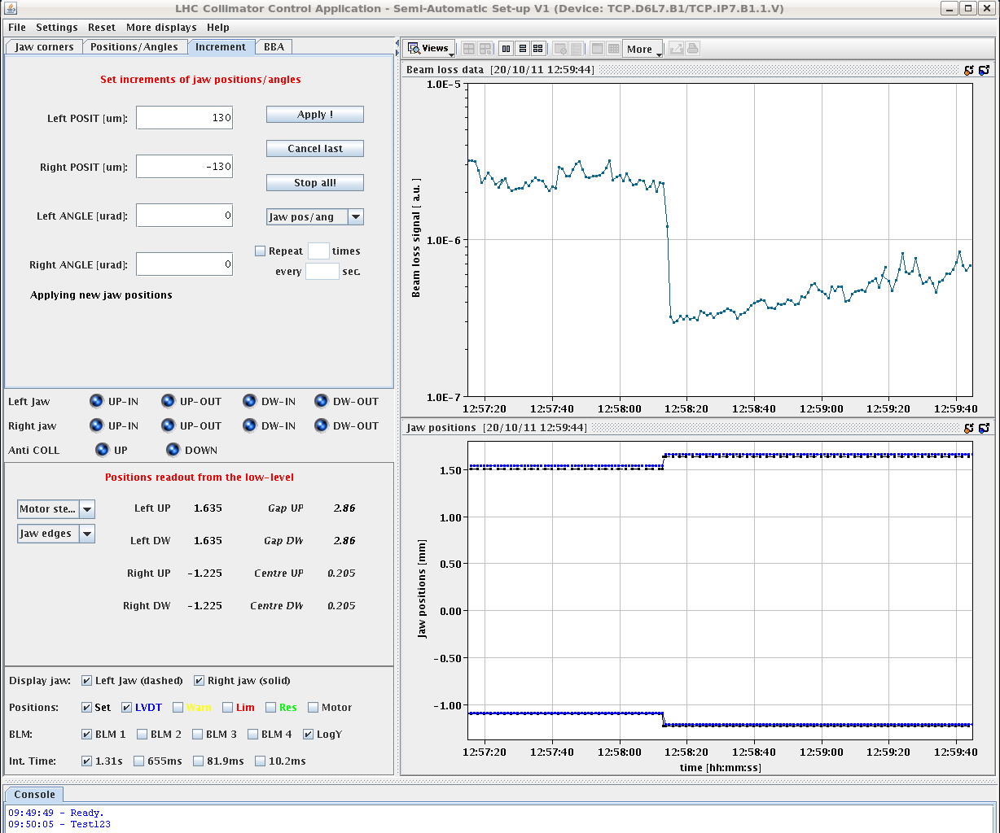 LHC Collimator Control Application - Semi-Automatic Set-up V1 (Device: TCP.D6L7.B1/TCP.IP7.B1.1.V)
File Settings Reset More displays Help
Jaw corners Positions/Angles Increment BBA
Set increments of jaw positions/angles
Left POSIT [um]: 130 Apply !
Cancel last
Right POSIT [um]: -130
Stop all!
Left ANGLE [urad]: 0 Jaw pos/ang
Repeat times
Right ANGLE [urad]: 0
every sec.
Applying new jaw positions
Left Jaw UP-IN UP-OUT DW-IN DW-OUT
Right jaw UP-IN UP-OUT DW-IN DW-OUT
Anti COLL UP DOWN
Positions readout from the low-level
Motor ste... Left UP 1.635 Gap UP 2.86
Jaw edges Left DW 1.635 Gap DW 2.86
Right UP -1.225 Centre UP 0.205
Right DW -1.225 Centre DW 0.205
Display jaw: Left Jaw (dashed) Right jaw (solid)
Positions: Set LVDT Warn Lim Res Motor
BLM: BLM 1 BLM 2 BLM 3 BLM 4 LogY
Int. Time: 1.31s 655ms 81.9ms 10.2ms
Views More
Beam loss data [20/10/11 12:59:44]
1.0E-5
1.0E-6
1.0E-7
Beam loss signal [ a.u. ]
12:57:20 12:57:40 12:58:00 12:58:20 12:58:40 12:59:00 12:59:20 12:59:40
Jaw positions [20/10/11 12:59:44]
1.50
1.00
0.50
0.00
-0.50
-1.00
Jaw positions [mm]
12:57:20 12:57:40 12:58:00 12:58:20 12:58:40 12:59:00 12:59:20 12:59:40
time [hh:mm:ss]
Console
09:49:49 - Ready.
09:50:05 - Test123